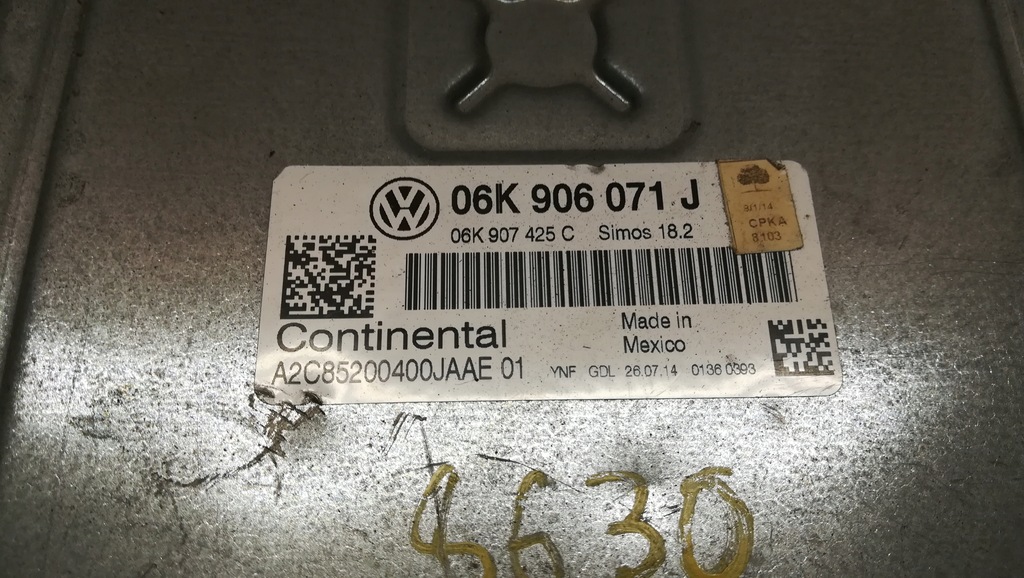 06K 906 071 J
06K 907 425 C Simos 18.2
9/1/14
CPKA
8103
Continental
Made in
Mexico
A2C85200400JAAE 01
YNF GDL 26.07.14 0136 0393
8630